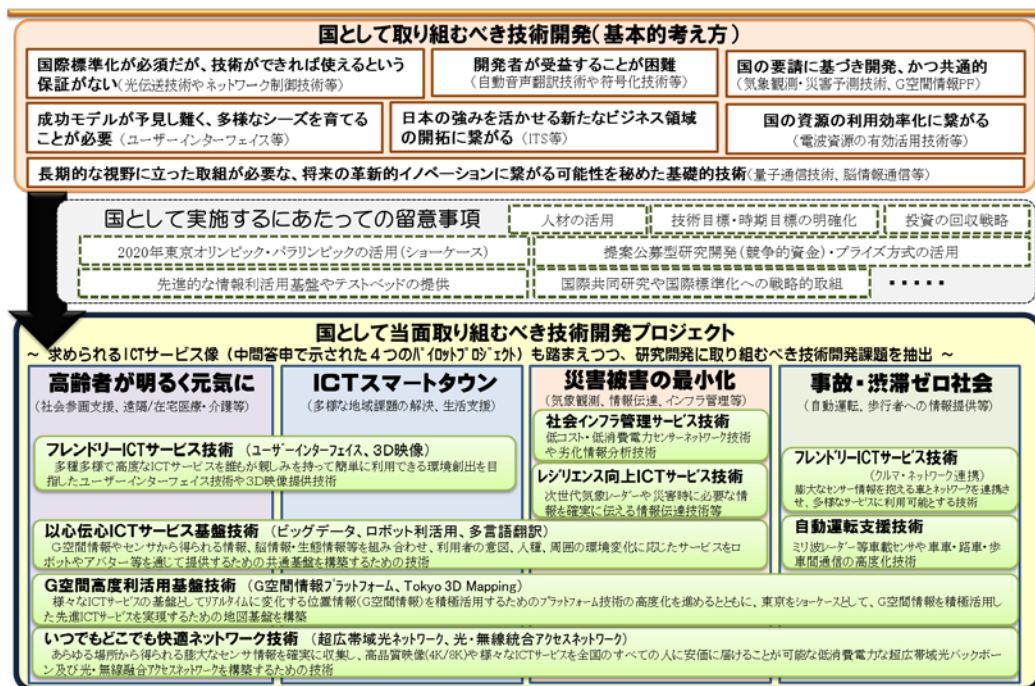 国として取り組むべき技術開発(基本的考え方)
国際標準化が必須だが、技術ができれば使えるという
保証がない(光伝送技術やネットワーク制御技術等)
開発者が受益することが困難
(自動音声翻訳技術や符号化技術等)
国の要請に基づき開発、かつ共通的
(気象観測・災害予測技術、G空間情報PF)
成功モデルが予見し難く、多様なシーズを育てる
ことが必要(ユーザーインターフェイス等)
日本の強みを活かせる新たなビジネス領域
の開拓に繋がる(ITS等)
国の資源の利用効率化に繋がる
(電波資源の有効活用技術等)
長期的な視野に立った取組が必要な、将来の革新的イノベーションに繋がる可能性を秘めた基礎的技術(量子通信技術、脳情報通信等)
国として実施するにあたっての留意事項
人材の活用
技術目標・時期目標の明確化
投資の回収戦略
2020年東京オリンピック・パラリンピックの活用(ショーケース)
提案公募型研究開発(競争的資金)・プライズ方式の活用
先進的な情報利活用基盤やテストベッドの提供
国際共同研究や国際標準化への戦略的取組
・・・・・
国として当面取り組むべき技術開発プロジェクト
~ 求められるICTサービス像(中間答申で示された4つのパイロットプロジェクト)も踏まえつつ、研究開発に取り組むべき技術開発課題を抽出 ~
高齢者が明るく元気に
(社会参画支援、遠隔/在宅医療・介護等)
ICTスマートタウン
(多様な地域課題の解決、生活支援)
災害被害の最小化
(気象観測、情報伝達、インフラ管理等)
事故・渋滞ゼロ社会
(自動運転、歩行者への情報提供等)
フレンドリーICTサービス技術 (ユーザーインターフェイス、3D映像)
多種多様で高度なICTサービスを誰が親しみを持って簡単に利用できる環境創出を目
指したユーザーインターフェイス技術や3D映像提供技術
社会インフラ管理サービス技術
低コスト・低消費電力センサーネットワーク技術
や劣化情報分析技術
レジリエンス向上ICTサービス技術
次世代気象レーダーや災害時に必要な情
報を確実に伝える情報伝達技術等
フレンドリーICTサービス技術
(クルマ・ネットワーク連携)
膨大なセンサー情報を抱える車とネットワークを連携さ
せ、多様なサービスに利用可能とする技術
自動運転支援技術
ミリ波レーダー等車載センサや車車・路車・歩
車間通信の高度化技術
以心伝心ICTサービス基盤技術 (ビッグデータ、ロボット利活用、多言語翻訳)
G空間情報やセンサから得られる情報、脳情報・生態情報等を組み合わせ、利用者の意図、人種、周囲の環境変化に応じたサービスをロ
ボットやアバター等を通じて提供するための共通基盤を構築するための技術
G空間高度利活用基盤技術 (G空間情報プラットフォーム、Tokyo 3D Mapping)
様々なICTサービスの基盤としてリアルタイムに変化する位置情報(G空間情報)を積極活用するためのプラットフォーム技術の高度化を進めるとともに、東京をショーケースとして、G空間情報を積極活用し
た先進ICTサービスを実現するための地図基盤を構築
いつでもどこでも快適ネットワーク技術 (超広帯域光ネットワーク、光・無線統合アクセスネットワーク)
あらゆる場所から得られる膨大なセンサ情報を確実に収集し、高品質映像(4K/8K)や様々なICTサービスを全国のすべての人に安価に届けることが可能な低消費電力な超広帯域光バックボー
ン及び光・無線融合アクセスネットワークを構築するための技術